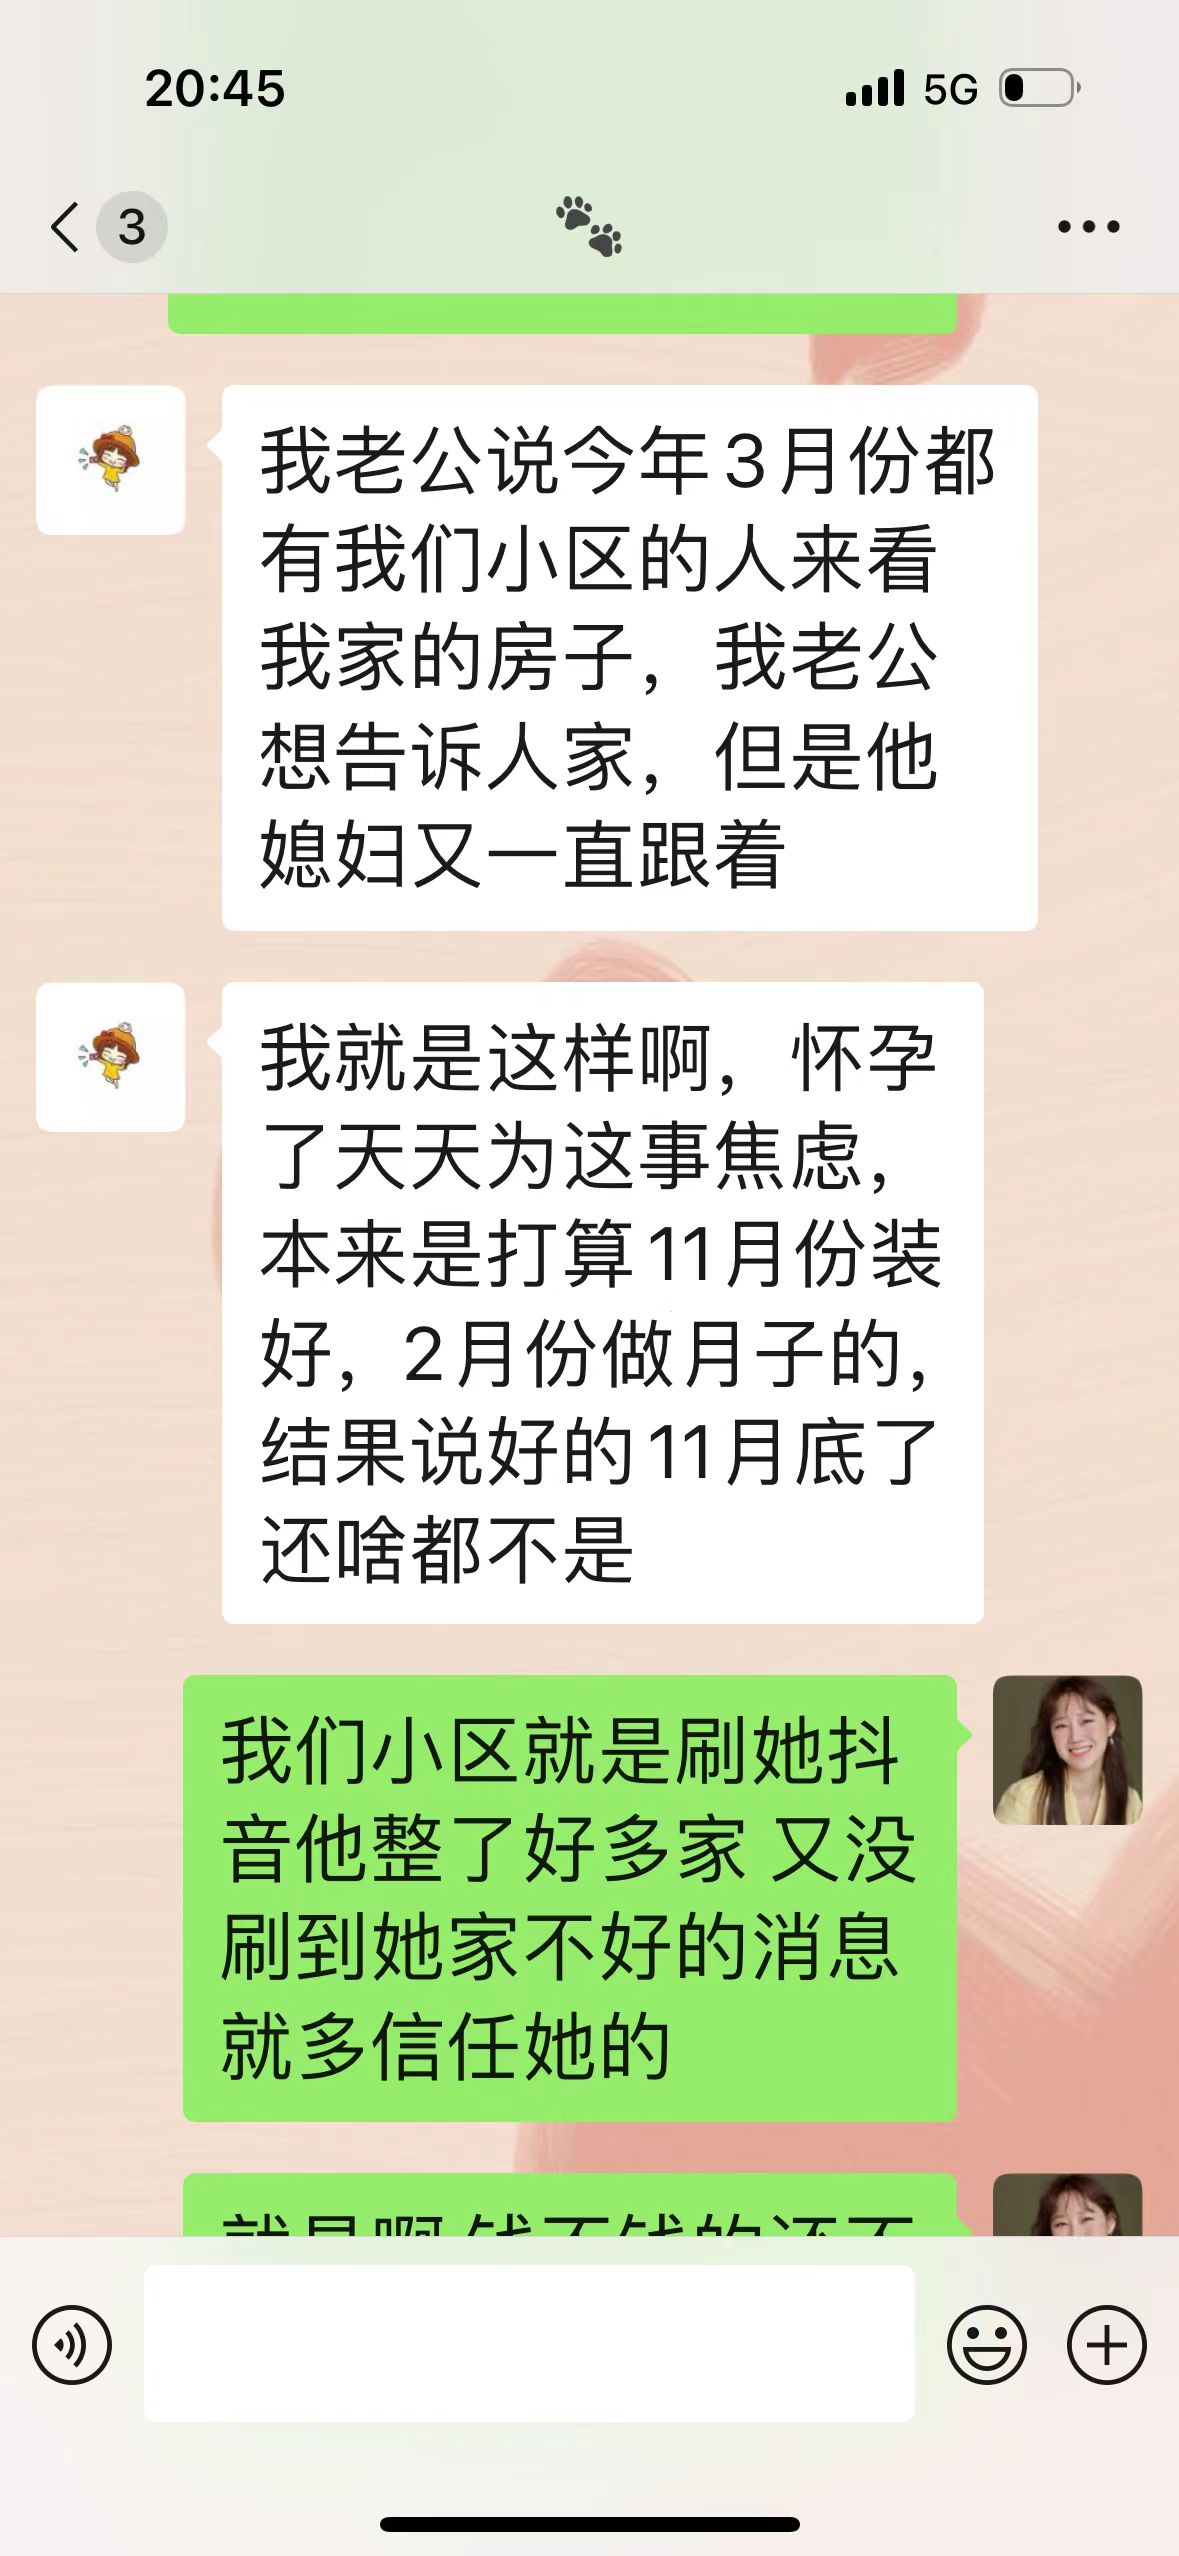 20:45
5G
3
我老公说今年3月份都
有我们小区的人来看
我家的房子，我老公
想告诉人家，但是他
媳妇又一直跟着
我就是这样啊，怀孕
了天天为这事焦虑，
本来是打算11月份装
好，2月份做月子的，
结果说好的11月底了
还啥都不是
我们小区就是刷她抖
音他整了好多家 又没
刷到她家不好的消息
就多信任她的